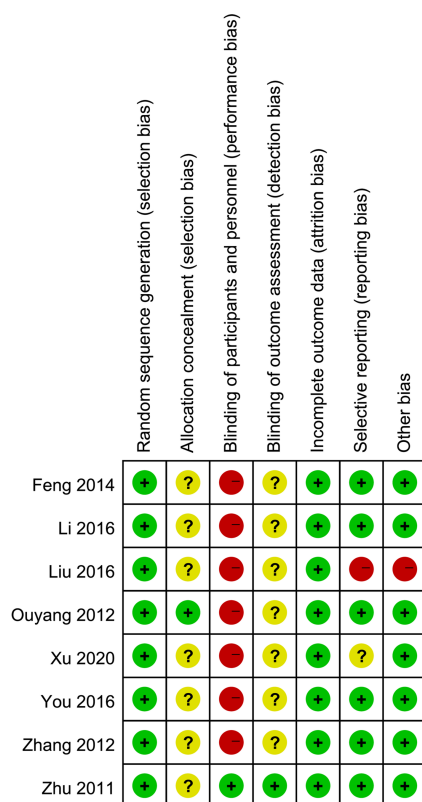 Random sequence generation (selection bias)
Allocation concealment (selection bias)
Blinding of participants and personnel (performance bias)
Blinding of outcome assessment (detection bias)
Incomplete outcome data (attrition bias)
Selective reporting (reporting bias)
Other bias
Feng 2014 + ? – ? + + +
Li 2016 + ? – ? + + +
Liu 2016 + ? – ? + – –
Ouyang 2012 + + – ? + + +
Xu 2020 + ? – ? + ? +
You 2016 + ? – ? + + +
Zhang 2012 + ? – ? + + +
Zhu 2011 + ? + + + + +